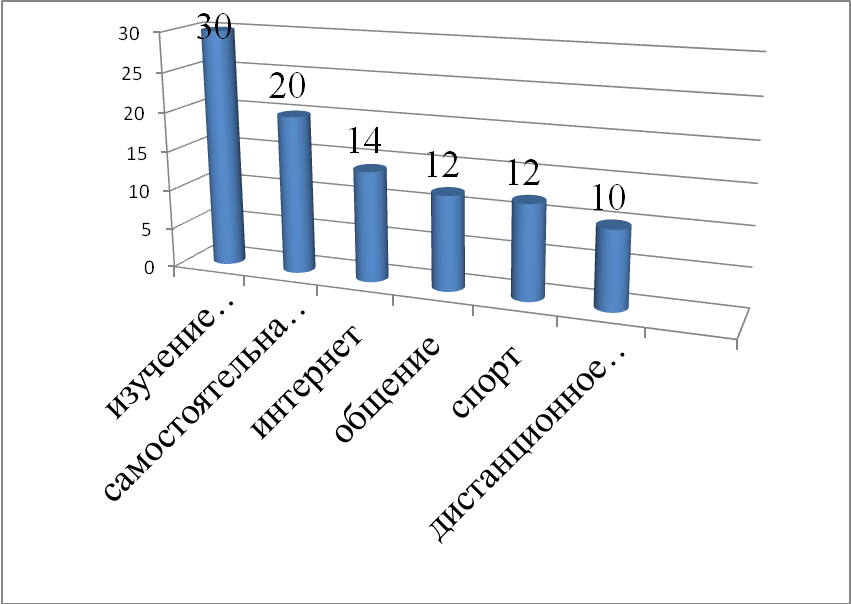 30
25
20
15
10
5
0
30
20
14
12
12
10
изучение..
самостоятельна..
интернет
общение
спорт
дистанционное..